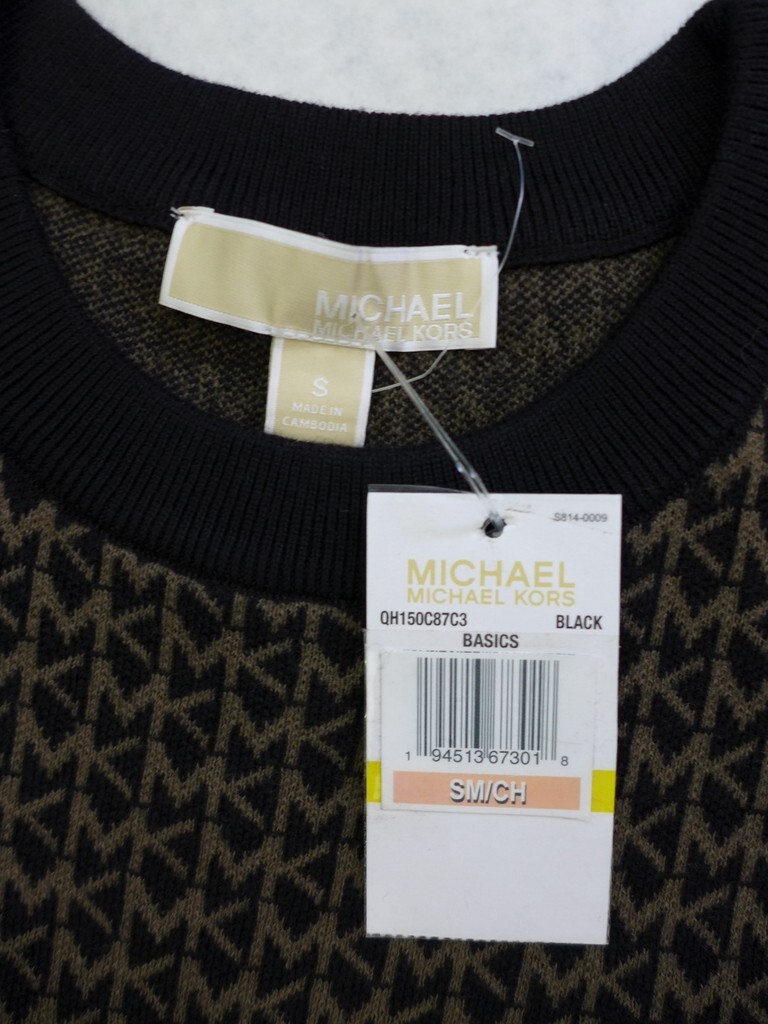 MICHAEL
MICHAEL KORS
S
MADE IN
CAMBODIA
S814-0009
MICHAEL
MICHAEL KORS
QH150C87C3 BLACK
BASICS
1 94513 67301 8
SM/CH